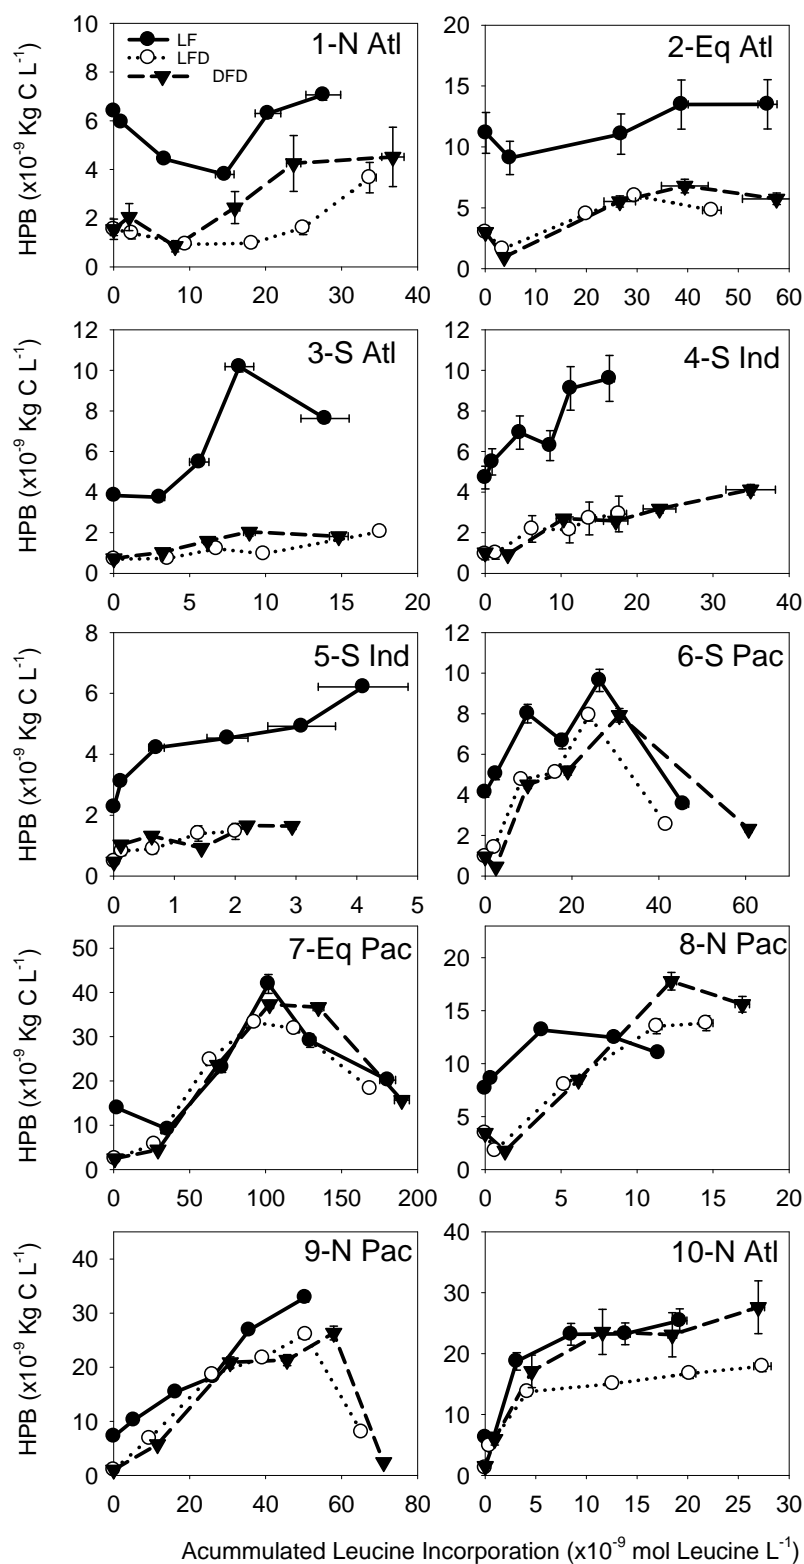 10
8
6
4
2
0
LF
LFD
DFD
1-N Atl
HPB (x10-9 Kg C L-1)
0 10 20 30 40
20
15
10
5
0
2-Eq Atl
0 10 20 30 40 50 60
12
10
8
6
4
2
0
3-S Atl
HPB (x10-9 Kg C L-1)
0 5 10 15 20
12
10
8
6
4
2
0
4-S Ind
0 10 20 30 40
8
6
4
2
0
5-S Ind
HPB (x10-9 Kg C L-1)
0 1 2 3 4 5
12
10
8
6
4
2
0
6-S Pac
0 20 40 60
50
40
30
20
10
0
7-Eq Pac
HPB (x10-9 Kg C L-1)
0 50 100 150 200
20
15
10
5
0
8-N Pac
0 5 10 15 20
40
30
20
10
0
9-N Pac
HPB (x10-9 Kg C L-1)
0 20 40 60 80
40
30
20
10
0
10-N Atl
0 5 10 15 20 25 30
Acummulated Leucine Incorporation (x10-9 mol Leucine L-1)